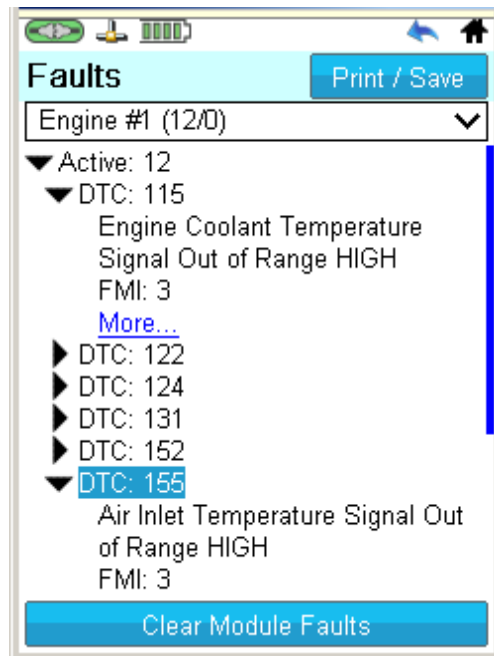 Faults
Print / Save
Engine #1 (12/0)
Active: 12
DTC: 115
Engine Coolant Temperature
Signal Out of Range HIGH
FMI: 3
More...
DTC: 122
DTC: 124
DTC: 131
DTC: 152
DTC: 155
Air Inlet Temperature Signal Out
of Range HIGH
FMI: 3
Clear Module Faults